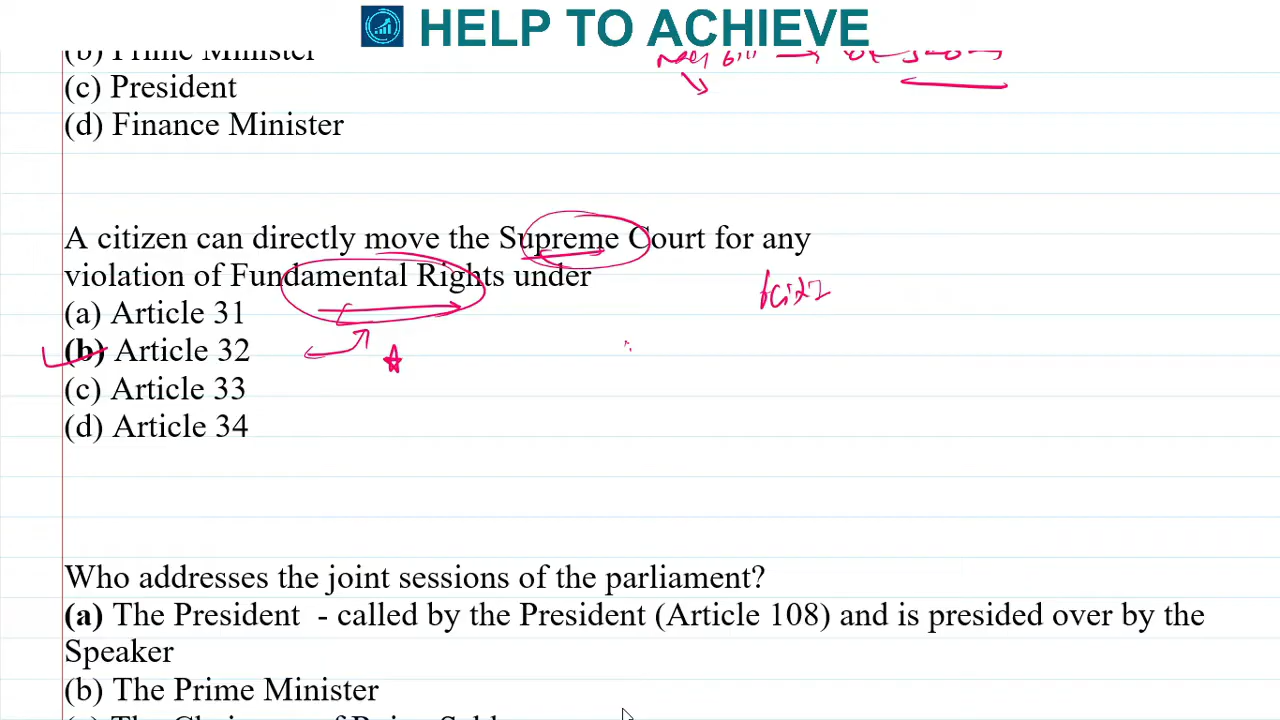 HELP TO ACHIEVE
(b) Prime Minister
(c) President
(d) Finance Minister
A citizen can directly move the Supreme Court for any
violation of Fundamental Rights under
(a) Article 31
(b) Article 32
(c) Article 33
(d) Article 34
Who addresses the joint sessions of the parliament?
(a) The President - called by the President (Article 108) and is presided over by the
Speaker
(b) The Prime Minister